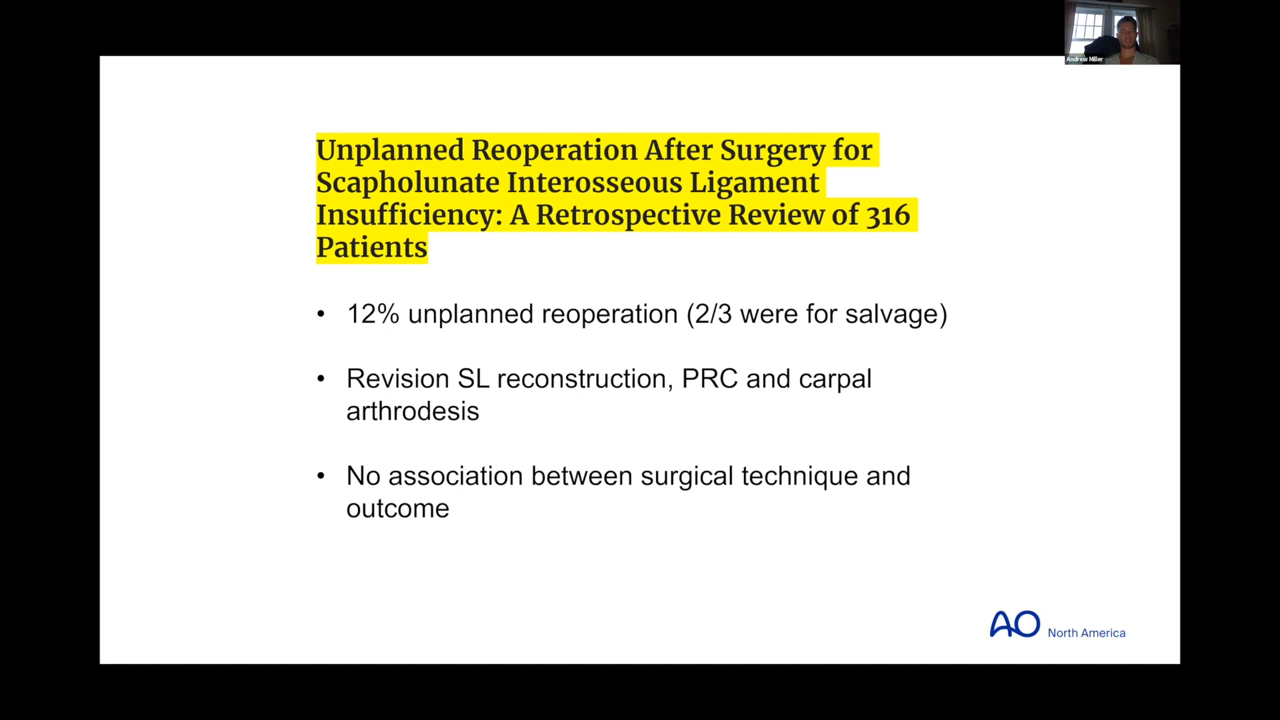 Andrew Miller
Unplanned Reoperation After Surgery for
Scapholunate Interosseous Ligament
Insufficiency: A Retrospective Review of 316
Patients
• 12% unplanned reoperation (2/3 were for salvage)
• Revision SL reconstruction, PRC and carpal
arthrodesis
• No association between surgical technique and
outcome
AO North America